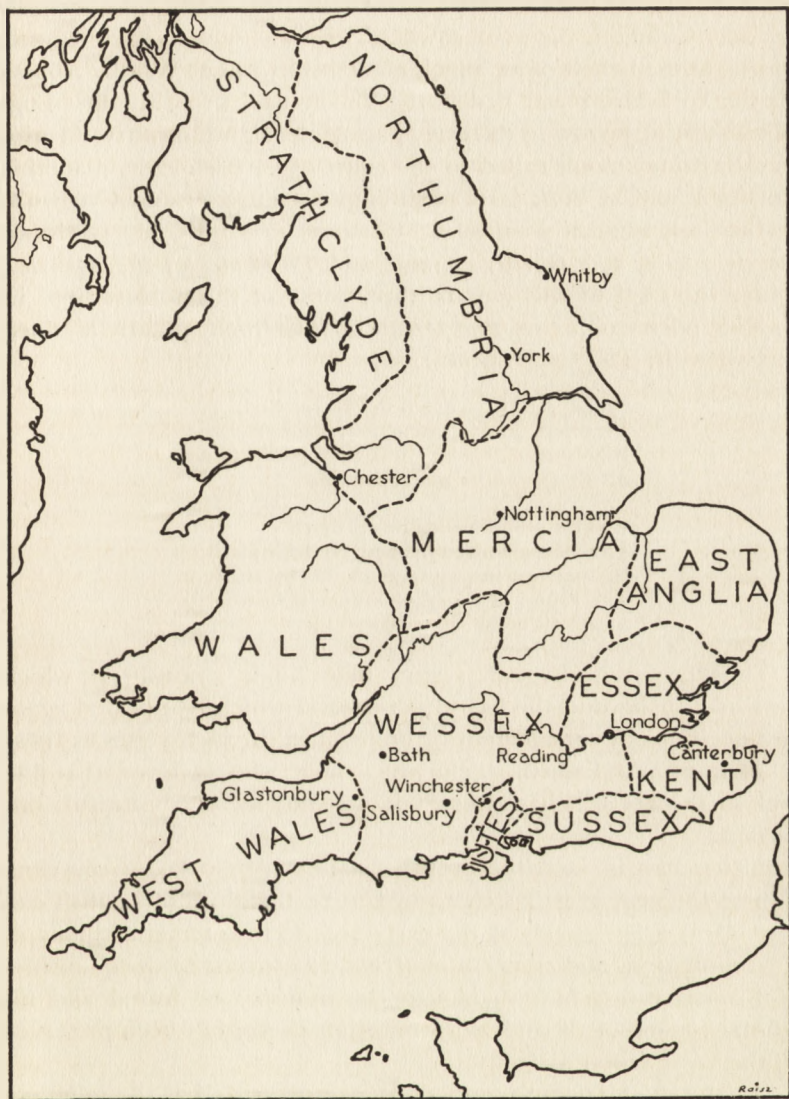 STRATHCLYDE
NORTHUMBRIA
Whitby
York
Chester
Nottingham
MERCIA
EAST
ANGLIA
WALES
ESSEX
WESSEX
London
Bath
Reading
Canterbury
KENT
Glastonbury
Winchester
Salisbury
JUTES
SUSSEX
WEST WALES
Raisz